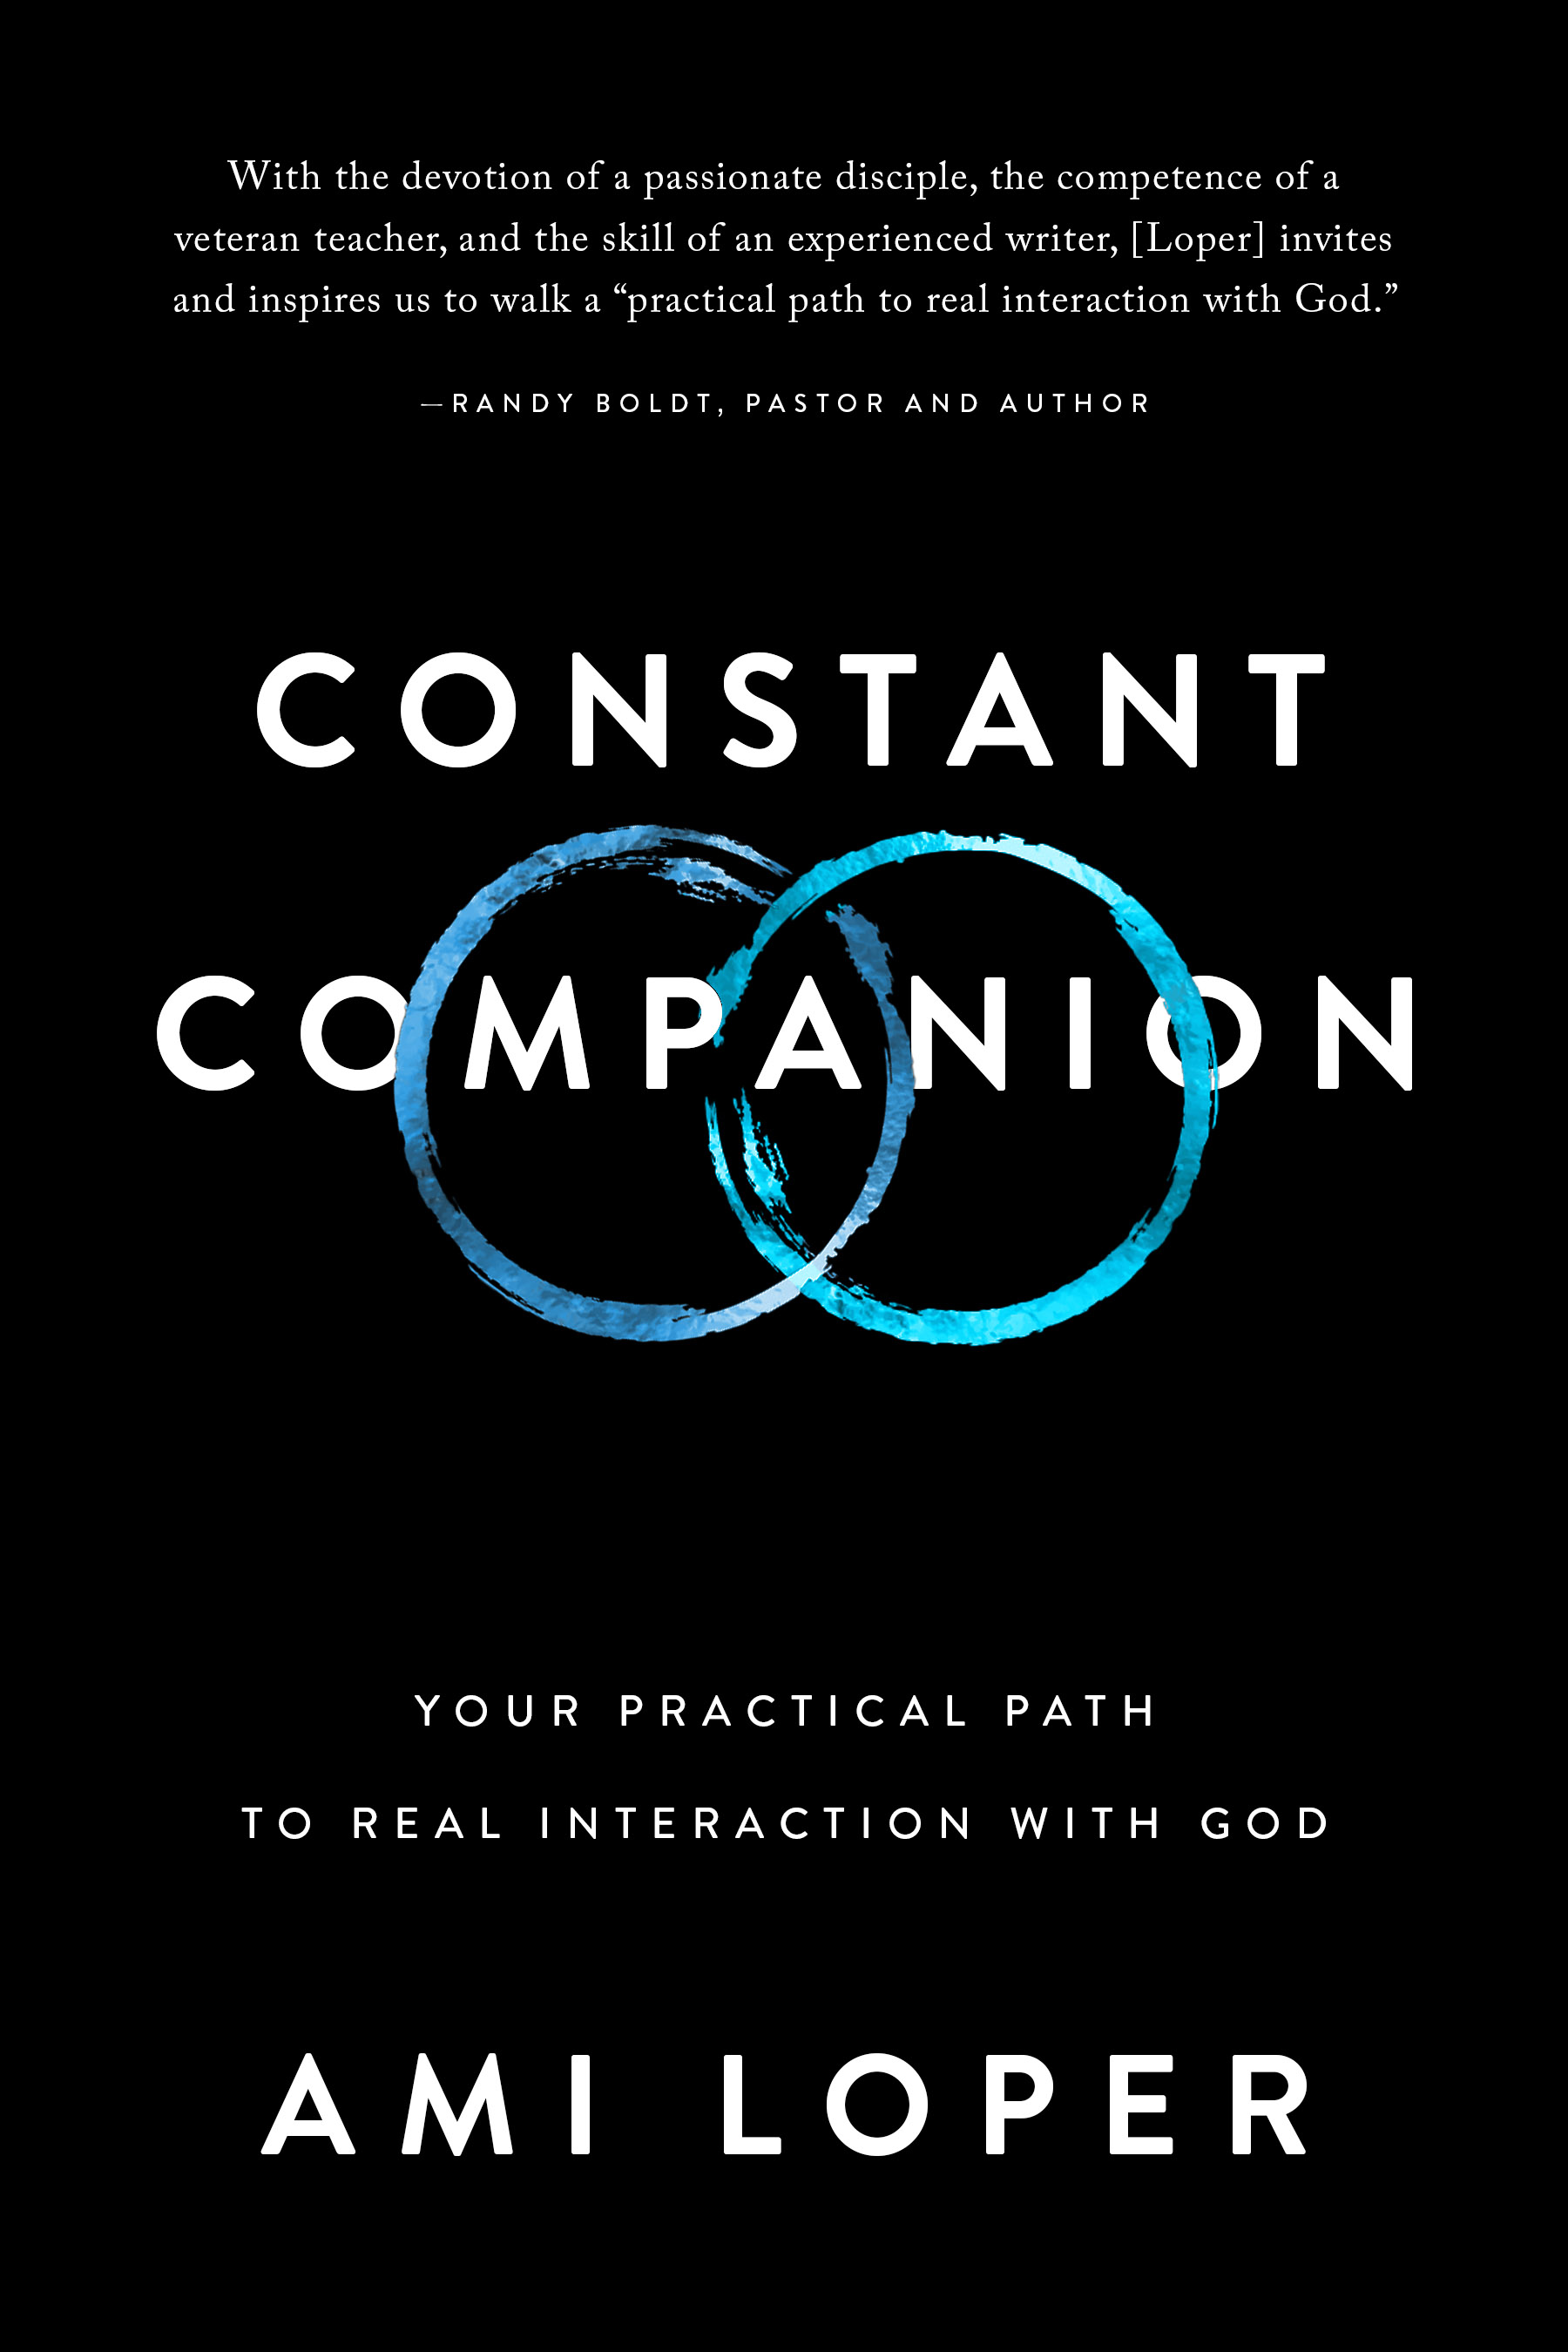 With the devotion of a passionate disciple, the competence of a
veteran teacher, and the skill of an experienced writer, [Loper] invites
and inspires us to walk a “practical path to real interaction with God.”
—RANDY BOLDT, PASTOR AND AUTHOR
CONSTANT
COMPANION
YOUR PRACTICAL PATH
TO REAL INTERACTION WITH GOD
AMI LOPER